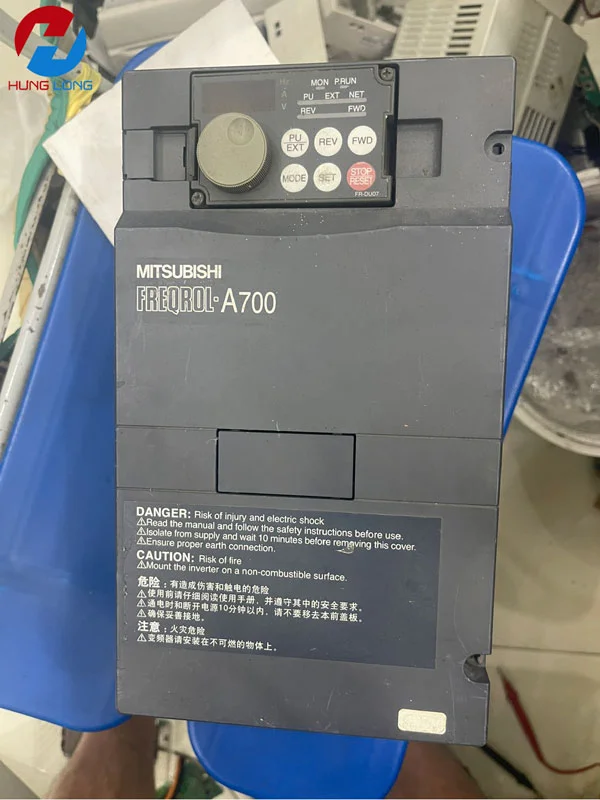 HUNG LONG
Hz
A
V
MON P.RUN
PU EXT NET
REV FWD
PU
EXT
REV
FWD
MODE
SET
STOP
RESET
FR-DU07
MITSUBISHI
FREQROL-A700
DANGER: Risk of injury and electric shock
⚠Read the manual and follow the safety instructions before use.
⚠Isolate from supply and wait 10 minutes before removing this cover.
⚠Ensure proper earth connection.
CAUTION: Risk of fire
⚠Mount the inverter on a non-combustible surface.
危险：有造成伤害和触电的危险
⚠使用前请仔细阅读使用手册，并遵守其中的安全要求。
⚠通电时和断开电源10分钟以内，请不要移去本前盖板。
⚠确保妥善接地。
注意：火灾危险
⚠变频器请安装在不可燃的物体上。